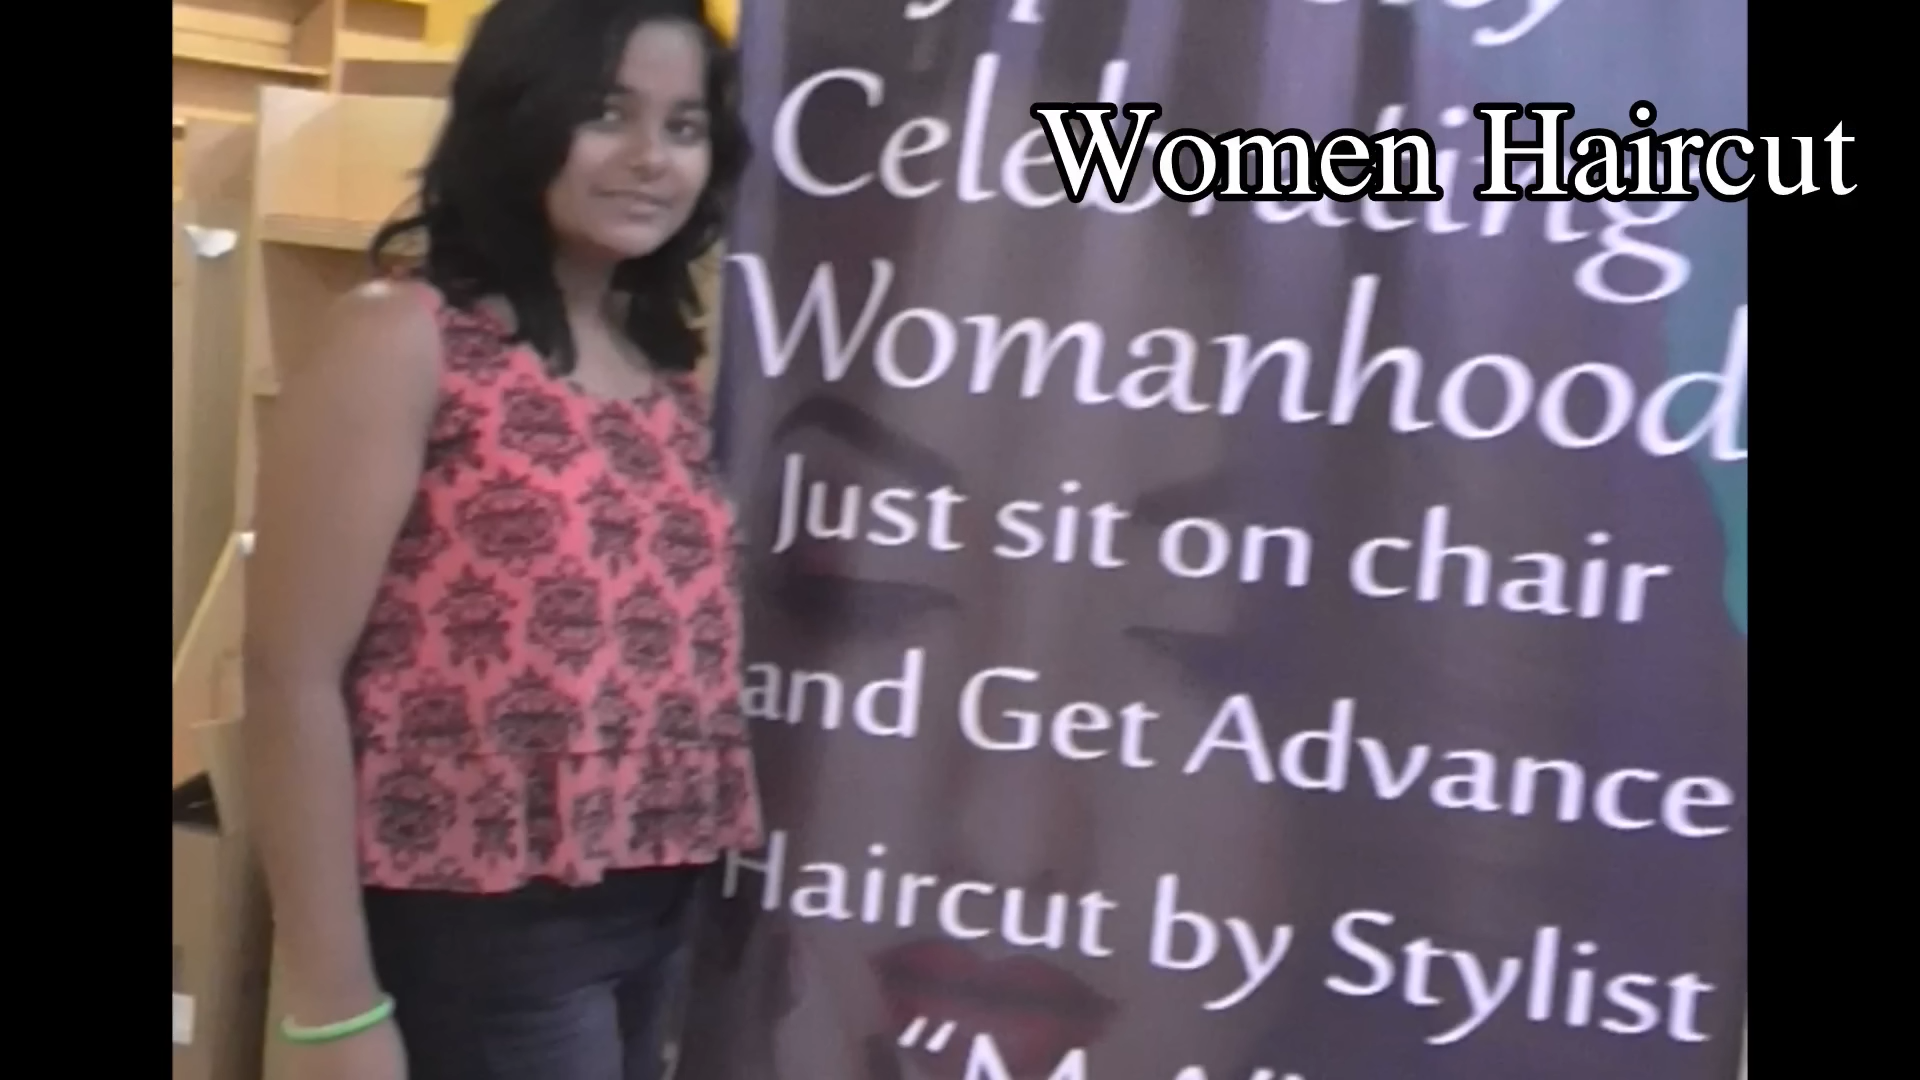 Women Haircut
Celebrating
Womanhood
Just sit on chair
and Get Advance
Haircut by Stylist